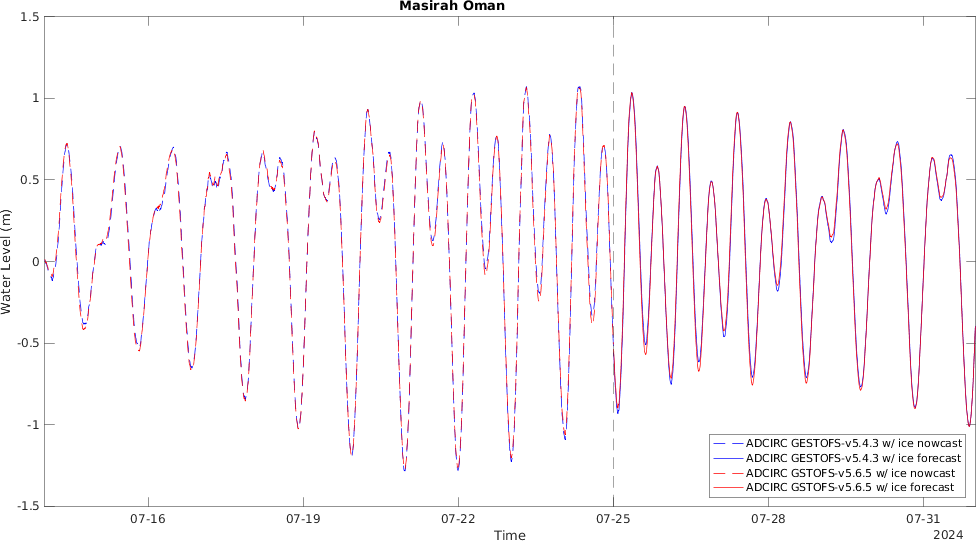 Masirah Oman
1.5
1
0.5
0
-0.5
-1
-1.5
Water Level (m)
07-16 07-19 07-22 07-25 07-28 07-31
Time
2024
ADCIRC GESTOFS-v5.4.3 w/ ice nowcast
ADCIRC GESTOFS-v5.4.3 w/ ice forecast
ADCIRC GSTOFS-v5.6.5 w/ ice nowcast
ADCIRC GSTOFS-v5.6.5 w/ ice forecast